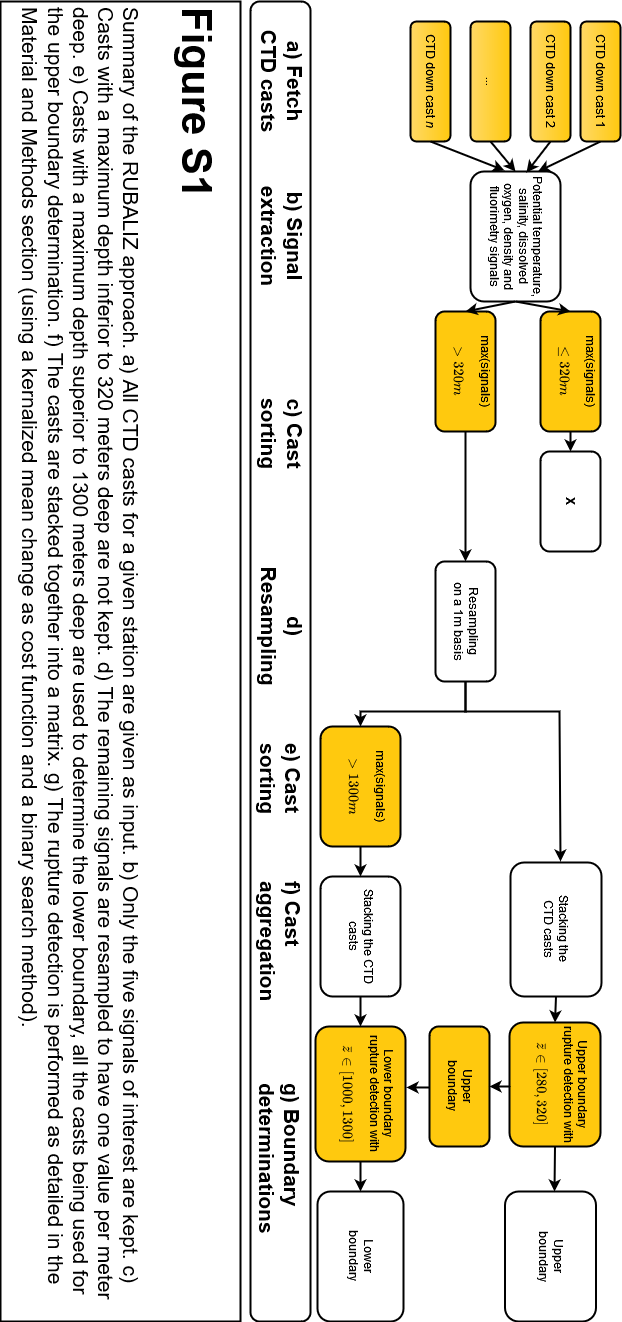 CTD down cast 1
CTD down cast 2
...
CTD down cast n
Potential temperature,
salinity, dissolved
oxygen, density and
fluorimetry signals
max(signals)
≤ 320m
max(signals)
> 320m
x
Resampling
on a 1m basis
max(signals)
> 1300m
Stacking the
CTD casts
Stacking the CTD
casts
Upper boundary
rupture detection with
z̅ ∈ [280, 320]
Upper
boundary
Lower boundary
rupture detection with
z̅ ∈ [1000, 1300]
Upper
boundary
Lower
boundary
a) Fetch
CTD casts
b) Signal
extraction
c) Cast
sorting
d)
Resampling
e) Cast
sorting
f) Cast
aggregation
g) Boundary
determinations
Figure S1
Summary of the RUBALIZ approach. a) All CTD casts for a given station are given as input. b) Only the five signals of interest are kept. c)
Casts with a maximum depth inferior to 320 meters deep are not kept. d) The remaining signals are resampled to have one value per meter
deep. e) Casts with a maximum depth superior to 1300 meters deep are used to determine the lower boundary, all the casts being used for
the upper boundary determination. f) The casts are stacked together into a matrix. g) The rupture detection is performed as detailed in the
Material and Methods section (using a kernalized mean change as cost function and a binary search method).